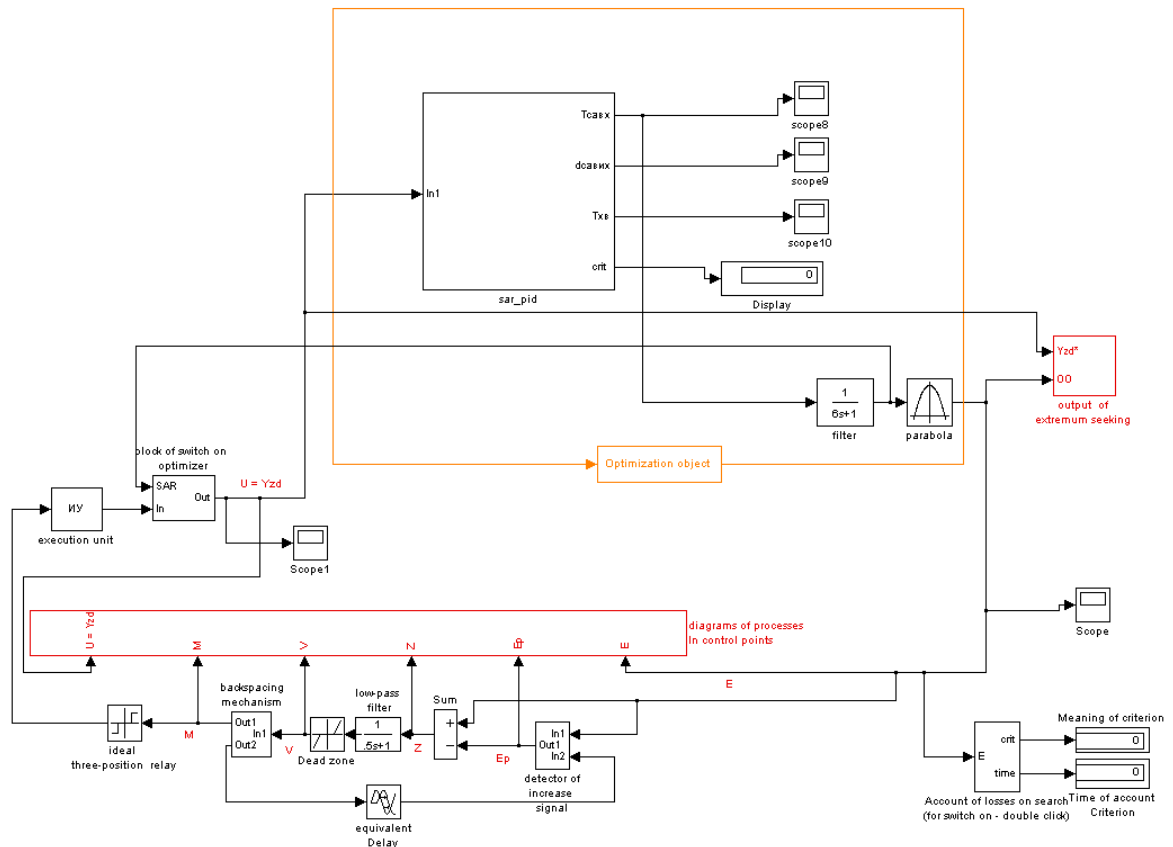 Tсавх
scope8
dсавих
scope9
In1
Tхв
scope10
crit
0
sar_pid
Display
Yzd*
OO
1
6s+1
output of
extremum seeking
filter
parabola
block of switch on
optimizer
Optimization object
SAR
U = Yzd
Out
ИУ
In
execution unit
Scope1
U = Yzd
M
V
Z
Ep
E
diagrams of processes
In control points
Scope
E
backspacing
mechanism
low-pass
filter
Sum
Out1
In1
Out2
1
.5s+1
+
−
In1
Out1
In2
M
V
Dead zone
Z
Ep
ideal
three-position relay
detector of
increase
signal
equivalent
Delay
Meaning of criterion
crit
0
E
time
0
Account of losses on search
(for switch on - double click)
Time of account
Criterion